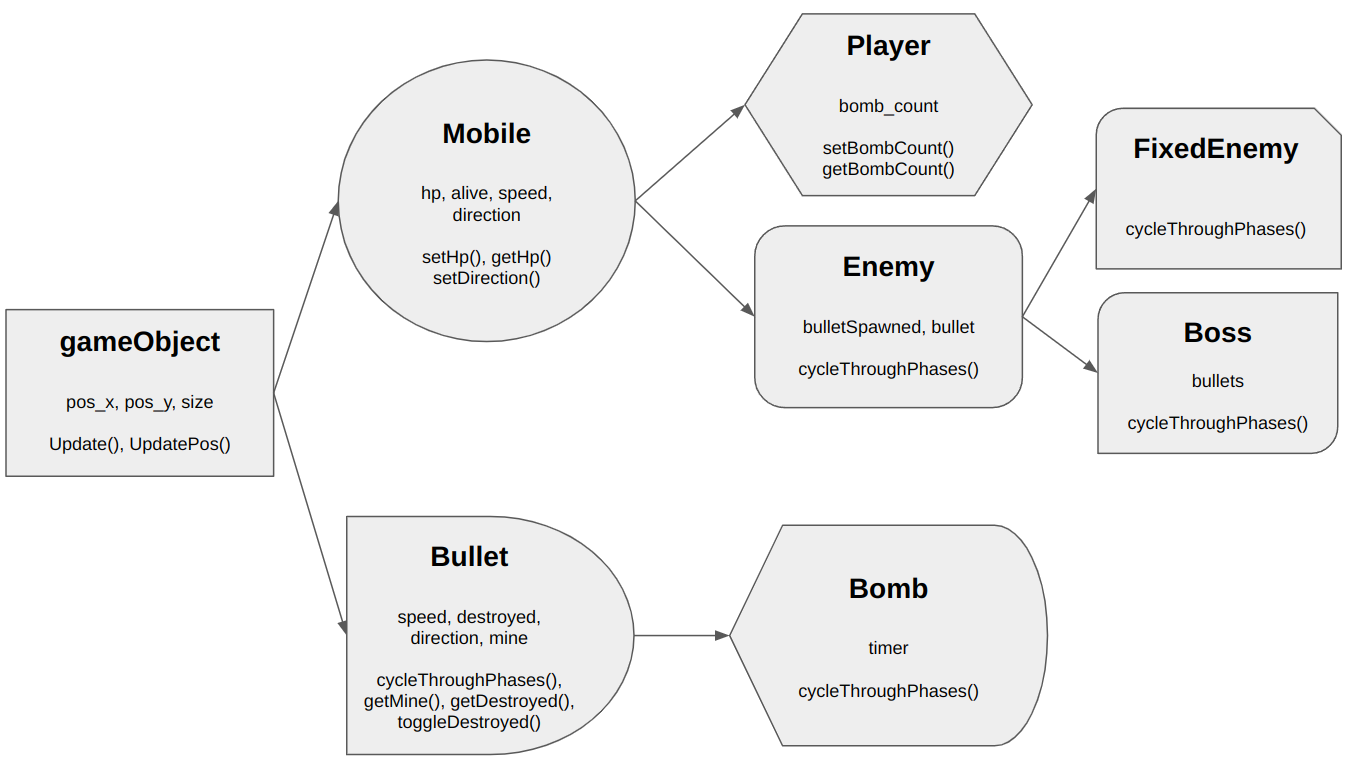 gameObject
pos_x, pos_y, size
Update(), UpdatePos()
Mobile
hp, alive, speed,
direction
setHp(), getHp()
setDirection()
Player
bomb_count
setBombCount()
getBombCount()
Enemy
bulletSpawned, bullet
cycleThroughPhases()
FixedEnemy
cycleThroughPhases()
Boss
bullets
cycleThroughPhases()
Bullet
speed, destroyed,
direction, mine
cycleThroughPhases(),
getMine(), getDestroyed(),
toggleDestroyed()
Bomb
timer
cycleThroughPhases()